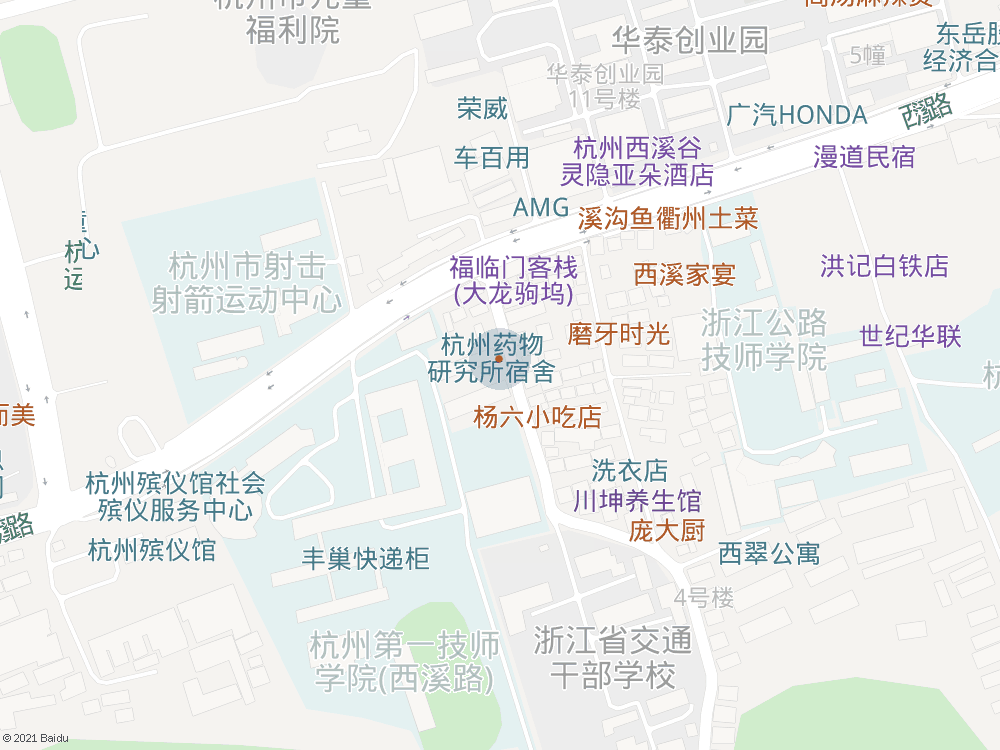 福利院
华泰创业园
5幢
东岳股
经济合
华泰创业园
11号楼
荣威
广汽HONDA
西溪路
车百用
杭州西溪谷
灵隐亚朵酒店
漫道民宿
AMG
溪沟鱼衢州土菜
杭州市射击
射箭运动中心
福临门客栈
(大龙驹坞)
西溪家宴
洪记白铁店
浙江公路
技师学院
磨牙时光
世纪华联
杭州药物
研究所宿舍
杭
杨六小吃店
丽美
洗衣店
杭州殡仪馆社会
殡仪服务中心
川坤养生馆
庞大厨
杭州殡仪馆
丰巢快递柜
西翠公寓
4号楼
杭州第一技师
学院(西溪路)
浙江省交通
干部学校
© 2021 Baidu